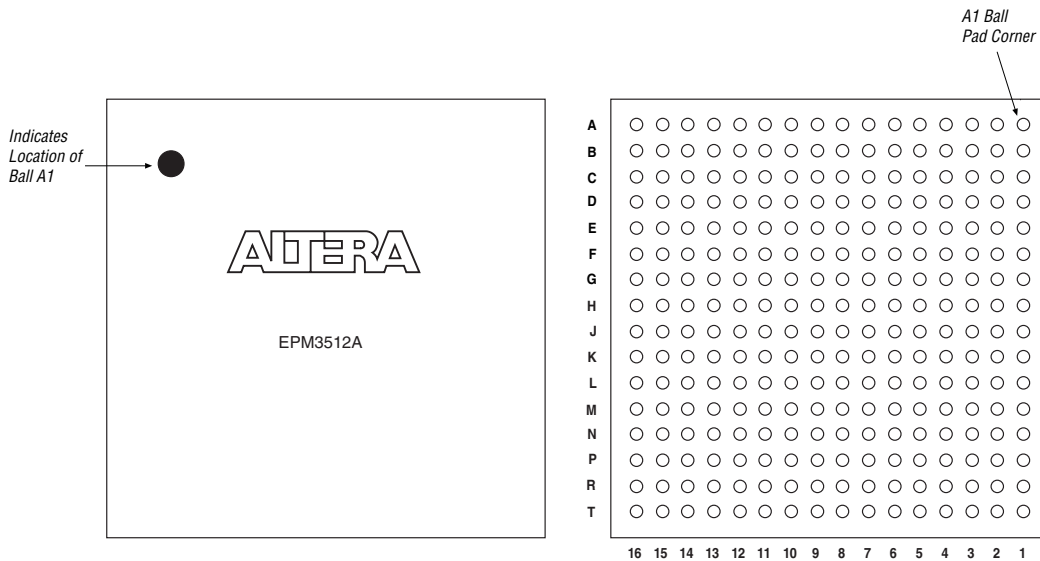 A1 Ball
Pad Corner
Indicates
Location of
Ball A1
ALTERA
EPM3512A
A
B
C
D
E
F
G
H
J
K
L
M
N
P
R
T
16 15 14 13 12 11 10 9 8 7 6 5 4 3 2 1